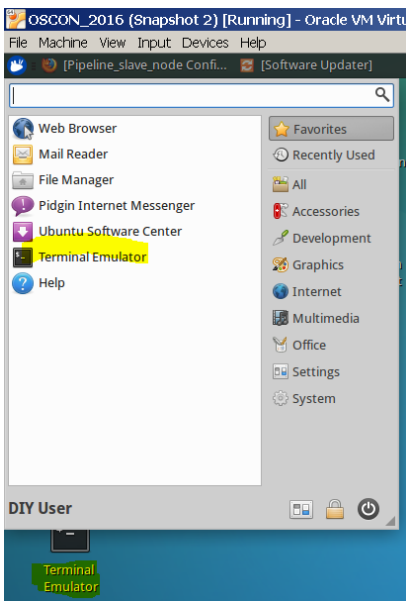 OSCON_2016 (Snapshot 2) [Running] - Oracle VM Virtu
File Machine View Input Devices Help
[Pipeline_slave_node Confi... [Software Updater]
Web Browser
Mail Reader
File Manager
Pidgin Internet Messenger
Ubuntu Software Center
Terminal Emulator
Help
Favorites
Recently Used
All
Accessories
Development
Graphics
Internet
Multimedia
Office
Settings
System
DIY User
Terminal
Emulator